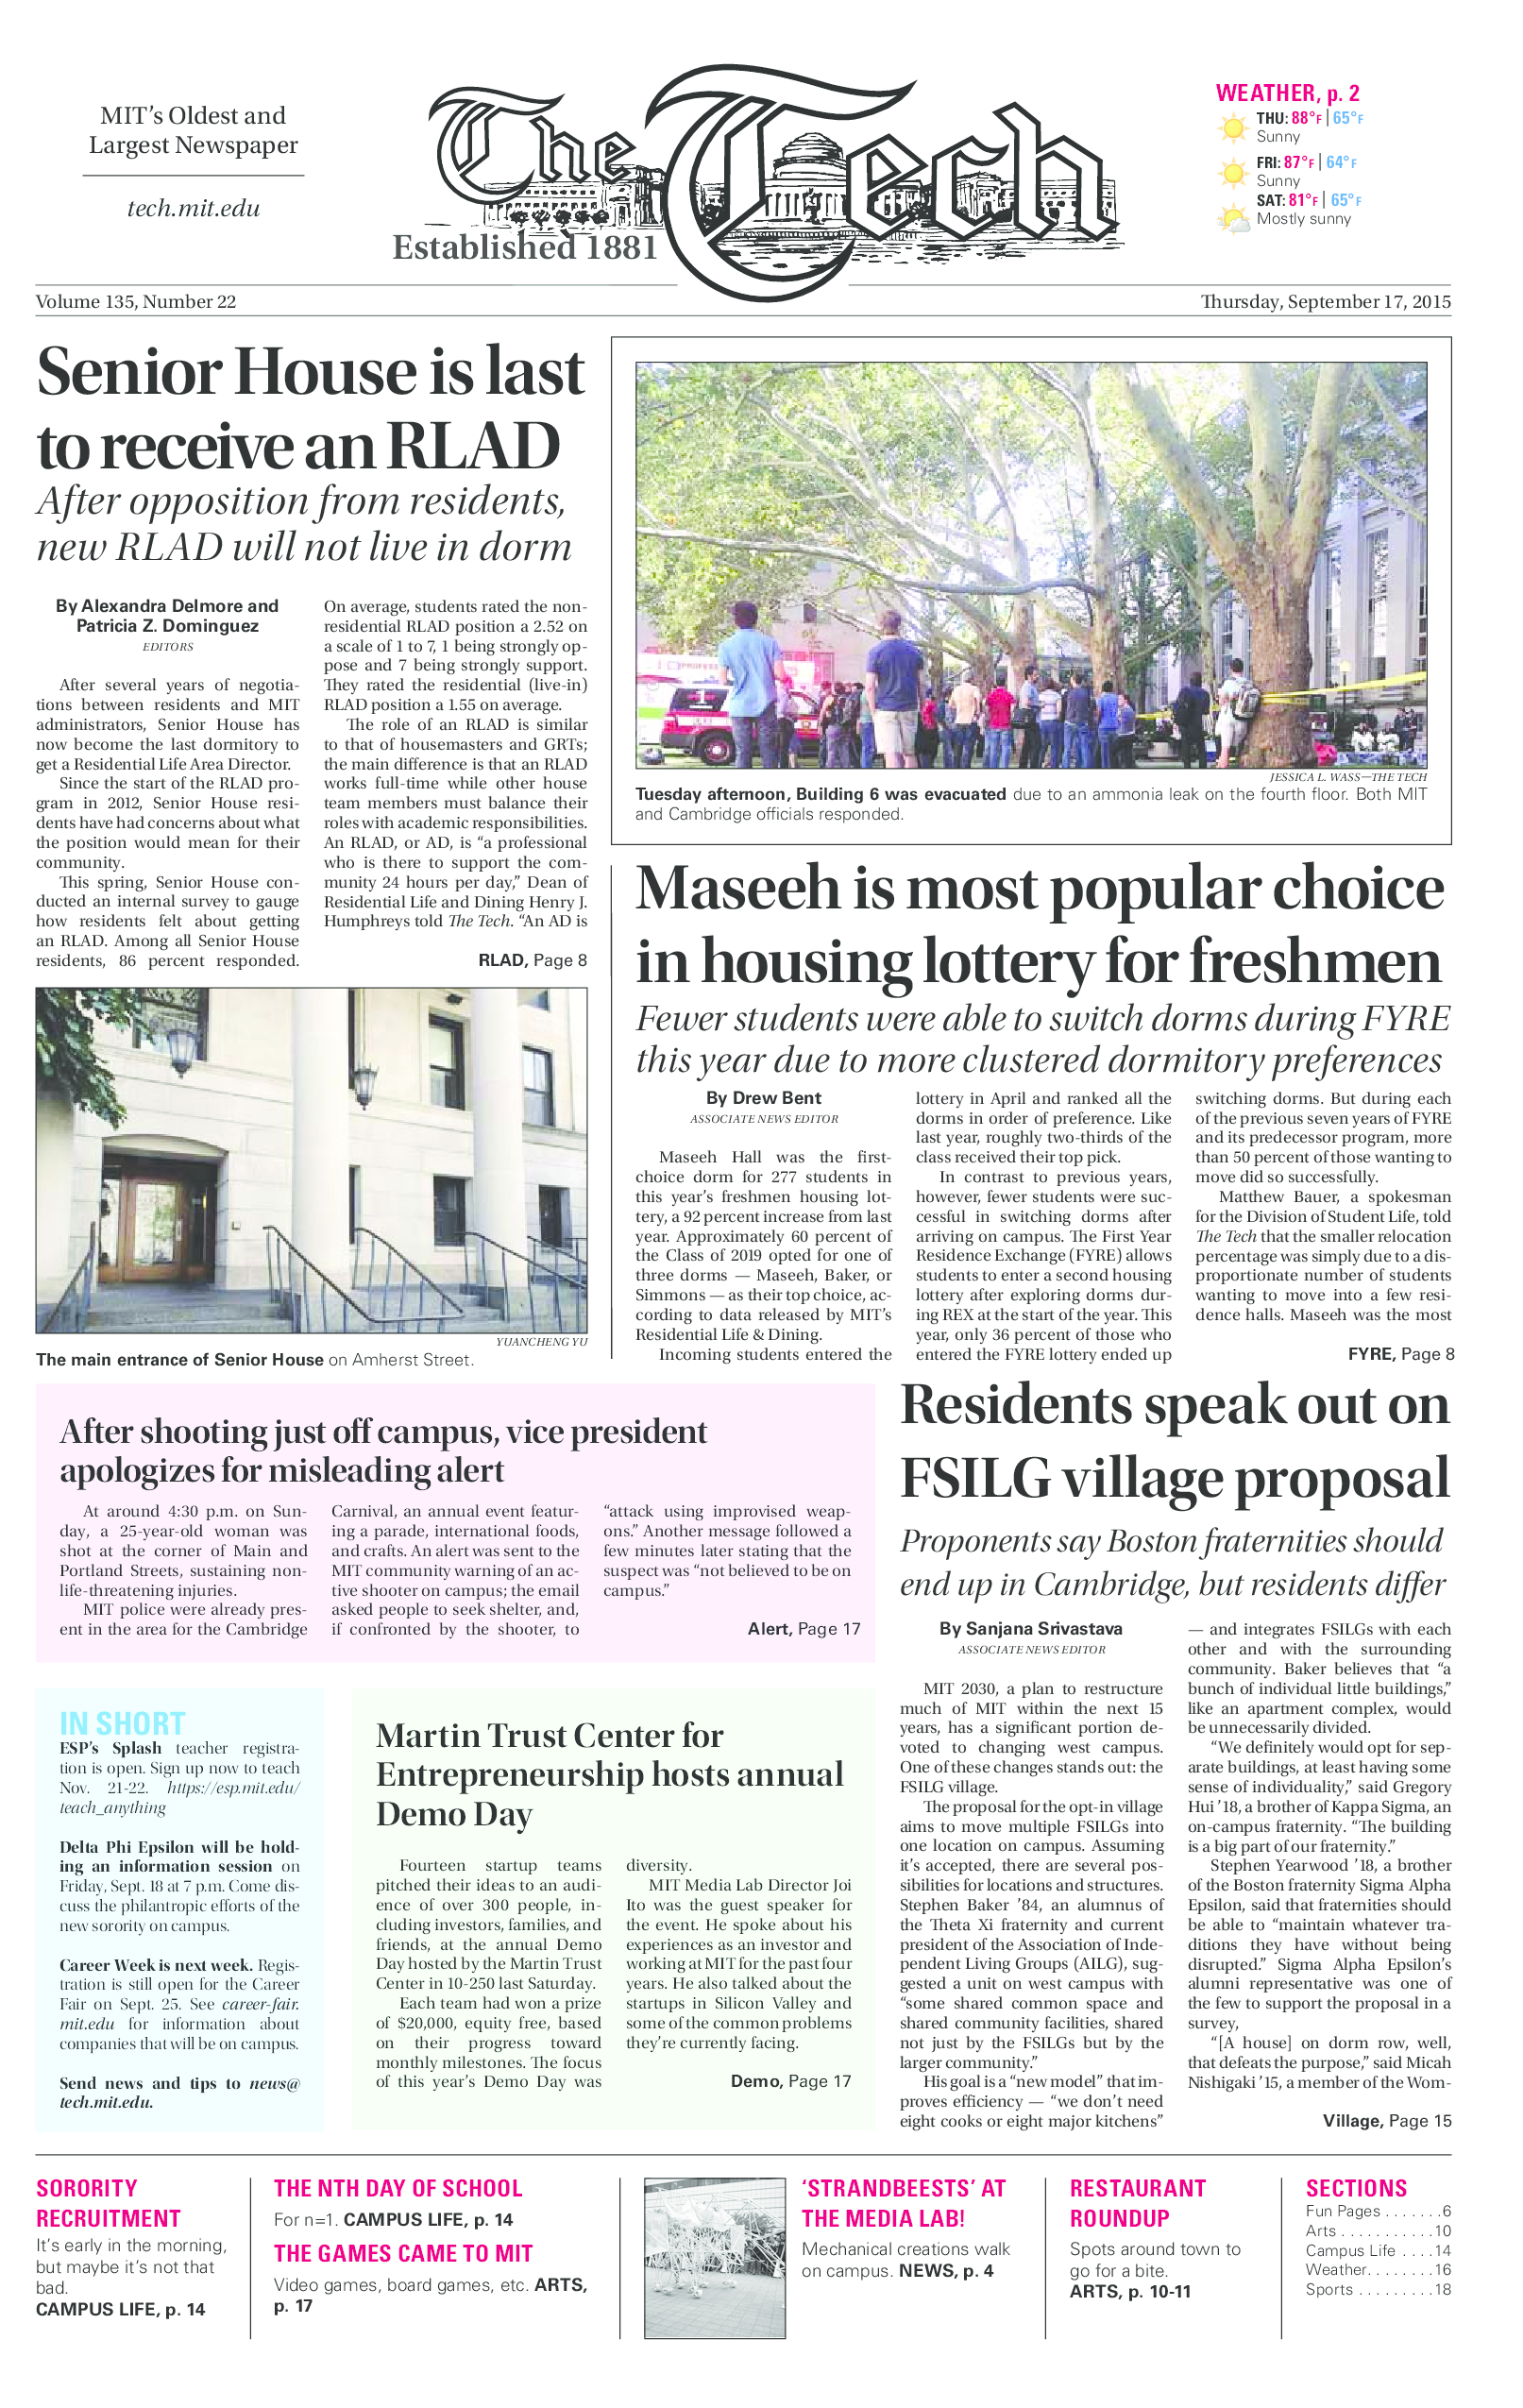 MIT's Oldest and
Largest Newspaper
tech.mit.edu
The Tech
Established 1881
WEATHER, p. 2
THU: 88°F | 65°F
Sunny
FRI: 87°F | 64°F
Sunny
SAT: 81°F | 65°F
Mostly sunny
Volume 135, Number 22
Thursday, September 17, 2015
Senior House is last
to receive an RLAD
After opposition from residents,
new RLAD will not live in dorm
By Alexandra Delmore and
Patricia Z. Dominguez
EDITORS
After several years of negotia-
tions between residents and MIT
administrators, Senior House has
now become the last dormitory to
get a Residential Life Area Director.
Since the start of the RLAD pro-
gram in 2012, Senior House resi-
dents have had concerns about what
the position would mean for their
community.
This spring, Senior House con-
ducted an internal survey to gauge
how residents felt about getting
an RLAD. Among all Senior House
residents, 86 percent responded.
On average, students rated the non-
residential RLAD position a 2.52 on
a scale of 1 to 7, 1 being strongly op-
pose and 7 being strongly support.
They rated the residential (live-in)
RLAD position a 1.55 on average.
The role of an RLAD is similar
to that of housemasters and GRTs;
the main difference is that an RLAD
works full-time while other house
team members must balance their
roles with academic responsibilities.
An RLAD, or AD, is “a professional
who is there to support the com-
munity 24 hours per day,” Dean of
Residential Life and Dining Henry J.
Humphreys told The Tech. “An AD is
RLAD, Page 8
YUANCHENG YU
The main entrance of Senior House on Amherst Street.
JESSICA L. WASS—THE TECH
Tuesday afternoon, Building 6 was evacuated due to an ammonia leak on the fourth floor. Both MIT
and Cambridge officials responded.
Maseeh is most popular choice
in housing lottery for freshmen
Fewer students were able to switch dorms during FYRE
this year due to more clustered dormitory preferences
By Drew Bent
ASSOCIATE NEWS EDITOR
Maseeh Hall was the first-
choice dorm for 277 students in
this year's freshmen housing lot-
tery, a 92 percent increase from last
year. Approximately 60 percent of
the Class of 2019 opted for one of
three dorms — Maseeh, Baker, or
Simmons — as their top choice, ac-
cording to data released by MIT's
Residential Life & Dining.
Incoming students entered the
lottery in April and ranked all the
dorms in order of preference. Like
last year, roughly two-thirds of the
class received their top pick.
In contrast to previous years,
however, fewer students were suc-
cessful in switching dorms after
arriving on campus. The First Year
Residence Exchange (FYRE) allows
students to enter a second housing
lottery after exploring dorms dur-
ing REX at the start of the year. This
year, only 36 percent of those who
entered the FYRE lottery ended up
switching dorms. But during each
of the previous seven years of FYRE
and its predecessor program, more
than 50 percent of those wanting to
move did so successfully.
Matthew Bauer, a spokesman
for the Division of Student Life, told
The Tech that the smaller relocation
percentage was simply due to a dis-
proportionate number of students
wanting to move into a few resi-
dence halls. Maseeh was the most
FYRE, Page 8
After shooting just off campus, vice president
apologizes for misleading alert
At around 4:30 p.m. on Sun-
day, a 25-year-old woman was
shot at the corner of Main and
Portland Streets, sustaining non-
life-threatening injuries.
MIT police were already pres-
ent in the area for the Cambridge
Carnival, an annual event featur-
ing a parade, international foods,
and crafts. An alert was sent to the
MIT community warning of an ac-
tive shooter on campus; the email
asked people to seek shelter, and,
if confronted by the shooter, to
“attack using improvised weap-
ons.” Another message followed a
few minutes later stating that the
suspect was “not believed to be on
campus.”
Alert, Page 17
IN SHORT
ESP's Splash teacher registra-
tion is open. Sign up now to teach
Nov. 21-22. https://esp.mit.edu/
teach_anything
Delta Phi Epsilon will be hold-
ing an information session on
Friday, Sept. 18 at 7 p.m. Come dis-
cuss the philantropic efforts of the
new sorority on campus.
Career Week is next week. Regis-
tration is still open for the Career
Fair on Sept. 25. See career-fair.
mit.edu for information about
companies that will be on campus.
Send news and tips to news@
tech.mit.edu.
Martin Trust Center for
Entrepreneurship hosts annual
Demo Day
Fourteen startup teams
pitched their ideas to an audi-
ence of over 300 people, in-
cluding investors, families, and
friends, at the annual Demo
Day hosted by the Martin Trust
Center in 10-250 last Saturday.
Each team had won a prize
of $20,000, equity free, based
on their progress toward
monthly milestones. The focus
of this year's Demo Day was
diversity.
MIT Media Lab Director Joi
Ito was the guest speaker for
the event. He spoke about his
experiences as an investor and
working at MIT for the past four
years. He also talked about the
startups in Silicon Valley and
some of the common problems
they're currently facing.
Demo, Page 17
Residents speak out on
FSILG village proposal
Proponents say Boston fraternities should
end up in Cambridge, but residents differ
By Sanjana Srivastava
ASSOCIATE NEWS EDITOR
MIT 2030, a plan to restructure
much of MIT within the next 15
years, has a significant portion de-
voted to changing west campus.
One of these changes stands out: the
FSILG village.
The proposal for the opt-in village
aims to move multiple FSILGs into
one location on campus. Assuming
it's accepted, there are several pos-
sibilities for locations and structures.
Stephen Baker ’84, an alumnus of
the Theta Xi fraternity and current
president of the Association of Inde-
pendent Living Groups (AILG), sug-
gested a unit on west campus with
“some shared common space and
shared community facilities, shared
not just by the FSILGs but by the
larger community.”
His goal is a “new model” that im-
proves efficiency — “we don't need
eight cooks or eight major kitchens”
— and integrates FSILGs with each
other and with the surrounding
community. Baker believes that “a
bunch of individual little buildings,”
like an apartment complex, would
be unnecessarily divided.
“We definitely would opt for sep-
arate buildings, at least having some
sense of individuality,” said Gregory
Hui ’18, a brother of Kappa Sigma, an
on-campus fraternity. “The building
is a big part of our fraternity.”
Stephen Yearwood ’18, a brother
of the Boston fraternity Sigma Alpha
Epsilon, said that fraternities should
be able to “maintain whatever tra-
ditions they have without being
disrupted.” Sigma Alpha Epsilon's
alumni representative was one of
the few to support the proposal in a
survey,
“[A house] on dorm row, well,
that defeats the purpose,” said Micah
Nishigaki ’15, a member of the Wom-
Village, Page 15
SORORITY
RECRUITMENT
It's early in the morning,
but maybe it's not that
bad.
CAMPUS LIFE, p. 14
THE NTH DAY OF SCHOOL
For n=1. CAMPUS LIFE, p. 14
THE GAMES CAME TO MIT
Video games, board games, etc. ARTS,
p. 17
‘STRANDBEESTS’ AT
THE MEDIA LAB!
Mechanical creations walk
on campus. NEWS, p. 4
RESTAURANT
ROUNDUP
Spots around town to
go for a bite.
ARTS, p. 10-11
SECTIONS
Fun Pages . . . . . . .6
Arts . . . . . . . . . . .10
Campus Life . . . .14
Weather. . . . . . . .16
Sports . . . . . . . . .18